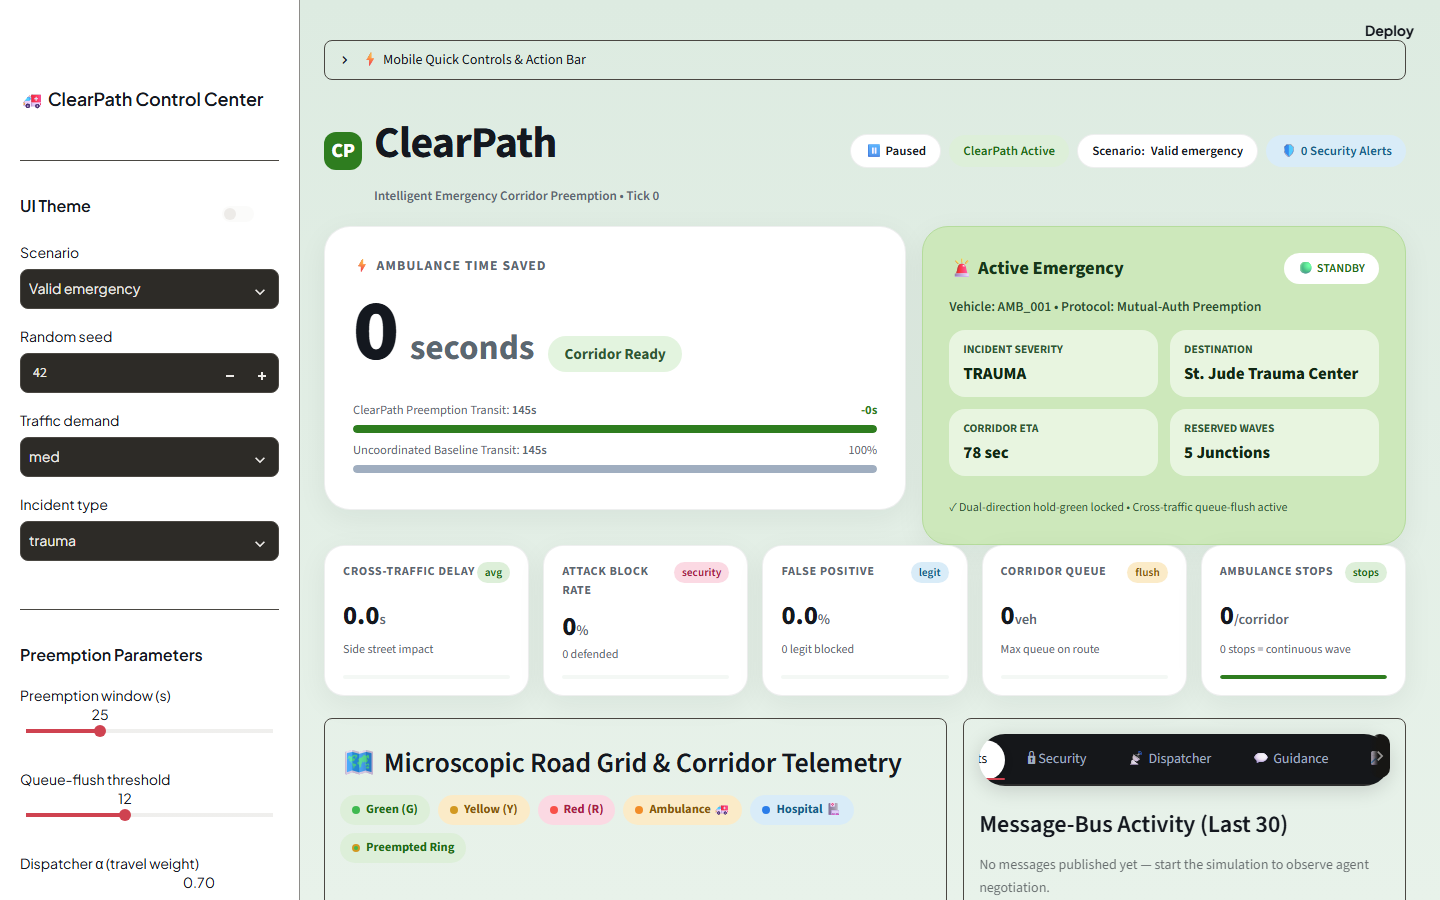 Deploy
Mobile Quick Controls & Action Bar
ClearPath Control Center
CP
ClearPath
Paused
ClearPath Active
Scenario: Valid emergency
0 Security Alerts
Intelligent Emergency Corridor Preemption • Tick 0
UI Theme
Scenario
Valid emergency
Random seed
42
Traffic demand
med
Incident type
trauma
Preemption Parameters
Preemption window (s)
25
Queue-flush threshold
12
Dispatcher α (travel weight)
0.70
AMBULANCE TIME SAVED
0 seconds
Corridor Ready
ClearPath Preemption Transit: 145s
-0s
Uncoordinated Baseline Transit: 145s
100%
Active Emergency
STANDBY
Vehicle: AMB_001 • Protocol: Mutual-Auth Preemption
INCIDENT SEVERITY
TRAUMA
DESTINATION
St. Jude Trauma Center
CORRIDOR ETA
78 sec
RESERVED WAVES
5 Junctions
✓ Dual-direction hold-green locked • Cross-traffic queue-flush active
CROSS-TRAFFIC DELAY
avg
0.0s
Side street impact
ATTACK BLOCK
RATE
security
0%
0 defended
FALSE POSITIVE
legit
0.0%
0 legit blocked
CORRIDOR QUEUE
flush
0veh
Max queue on route
AMBULANCE STOPS
stops
0/corridor
0 stops = continuous wave
Microscopic Road Grid & Corridor Telemetry
Green (G)
Yellow (Y)
Red (R)
Ambulance
Hospital
Preempted Ring
ts
Security
Dispatcher
Guidance
Message-Bus Activity (Last 30)
No messages published yet — start the simulation to observe agent
negotiation.